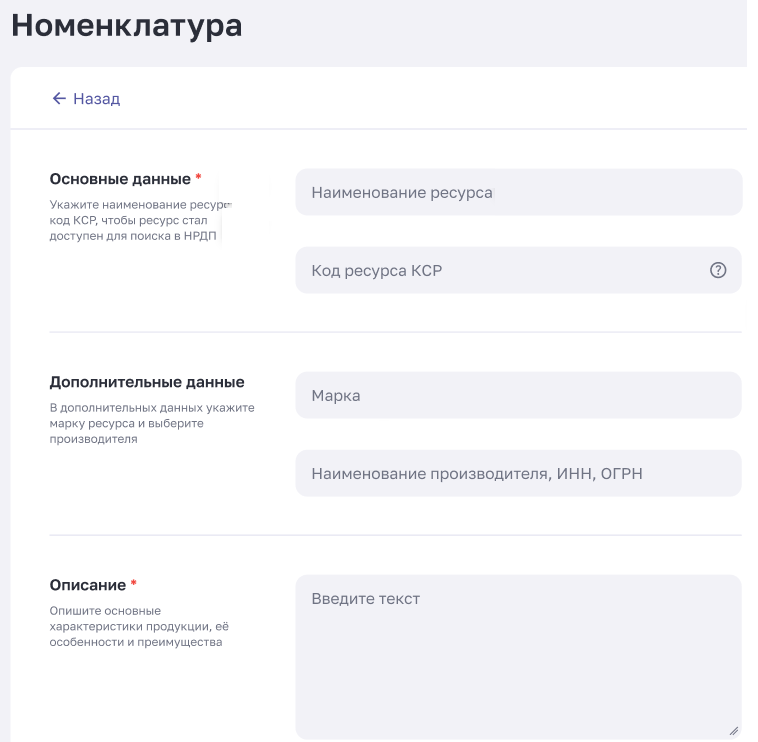 Номенклатура
Назад
Основные данные *
Укажите наименование
код КСР, чтобы ресурс стал
доступен для поиска в НРДП
Наименование ресурса
Код ресурса КСР
Дополнительные данные
В дополнительных данных укажите
марку ресурса и выберите
производителя
Марка
Наименование производителя, ИНН, ОГРН
Описание *
Опишите основные
характеристики продукции, её
особенности и преимущества
Введите текст